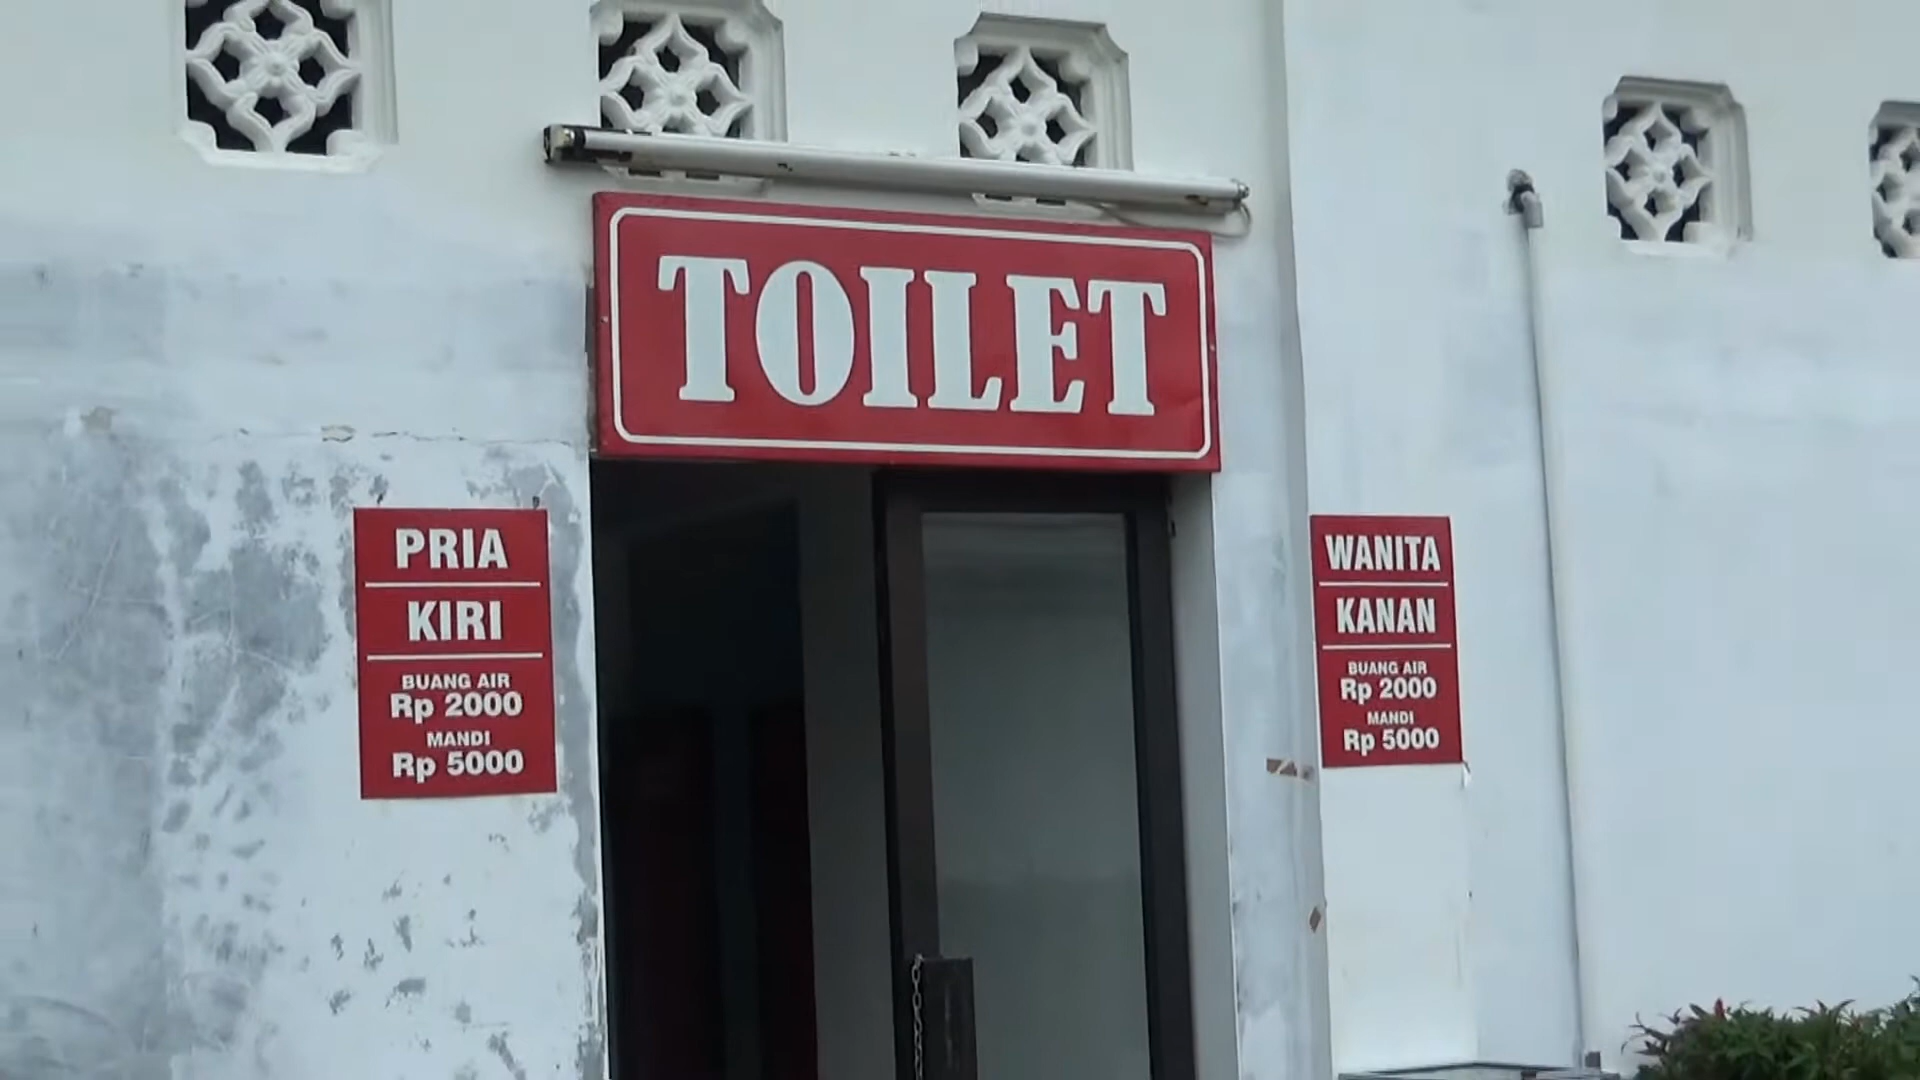 TOILET
PRIA
KIRI
BUANG AIR
Rp 2000
MANDI
Rp 5000
WANITA
KANAN
BUANG AIR
Rp 2000
MANDI
Rp 5000